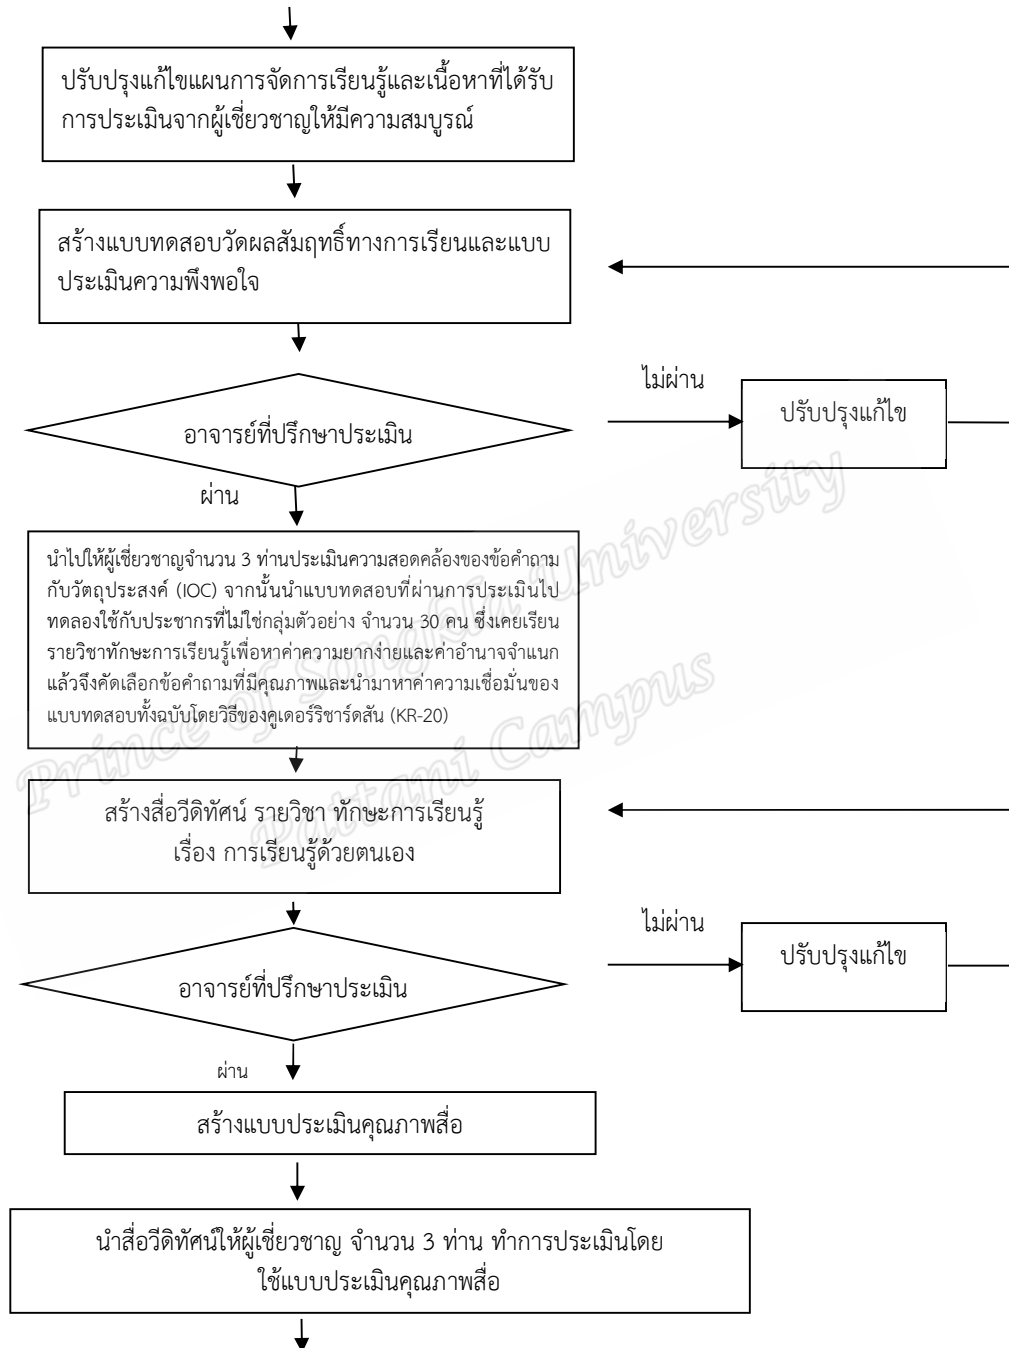 ปรับปรุงแก้ไขแผนการจัดการเรียนรู้และเนื้อหาที่ได้รับ
การประเมินจากผู้เชี่ยวชาญให้มีความสมบูรณ์
สร้างแบบทดสอบวัดผลสัมฤทธิ์ทางการเรียนและแบบ
ประเมินความพึงพอใจ
ไม่ผ่าน
ปรับปรุงแก้ไข
อาจารย์ที่ปรึกษาประเมิน
ผ่าน
นำไปให้ผู้เชี่ยวชาญจำนวน 3 ท่านประเมินความสอดคล้องของข้อคำถาม
กับวัตถุประสงค์ (IOC) จากนั้นนำแบบทดสอบที่ผ่านการประเมินไป
ทดลองใช้กับประชากรที่ไม่ใช่กลุ่มตัวอย่าง จำนวน 30 คน ซึ่งเคยเรียน
รายวิชาทักษะการเรียนรู้เพื่อหาค่าความยากง่ายและค่าอำนาจจำแนก
แล้วจึงคัดเลือกข้อคำถามที่มีคุณภาพและนำมาหาค่าความเชื่อมั่นของ
แบบทดสอบทั้งฉบับโดยวิธีของคูเดอร์ริชาร์ดสัน (KR-20)
Prince of Songkla University
Pattani Campus
สร้างสื่อวีดิทัศน์ รายวิชา ทักษะการเรียนรู้
เรื่อง การเรียนรู้ด้วยตนเอง
ไม่ผ่าน
ปรับปรุงแก้ไข
อาจารย์ที่ปรึกษาประเมิน
ผ่าน
สร้างแบบประเมินคุณภาพสื่อ
นำสื่อวีดิทัศน์ให้ผู้เชี่ยวชาญ จำนวน 3 ท่าน ทำการประเมินโดย
ใช้แบบประเมินคุณภาพสื่อ